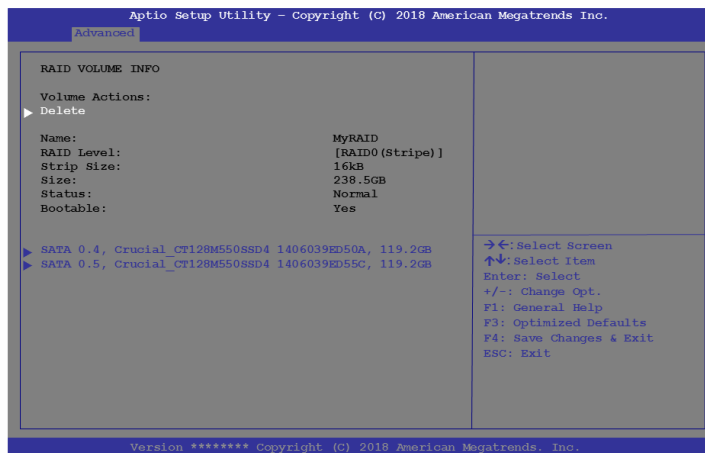 Aptio Setup Utility – Copyright (C) 2018 American Megatrends Inc.
Advanced
RAID VOLUME INFO
Volume Actions:
Delete
Name: MyRAID
RAID Level: [RAID0(Stripe)]
Strip Size: 16kB
Size: 238.5GB
Status: Normal
Bootable: Yes
SATA 0.4, Crucial_CT128M550SSD4 1406039ED50A, 119.2GB
SATA 0.5, Crucial_CT128M550SSD4 1406039ED55C, 119.2GB
→←:Select Screen
↑↓:Select Item
Enter: Select
+/-: Change Opt.
F1: General Help
F3: Optimized Defaults
F4: Save Changes & Exit
ESC: Exit
Version ******** Copyright (C) 2018 American Megatrends. Inc.